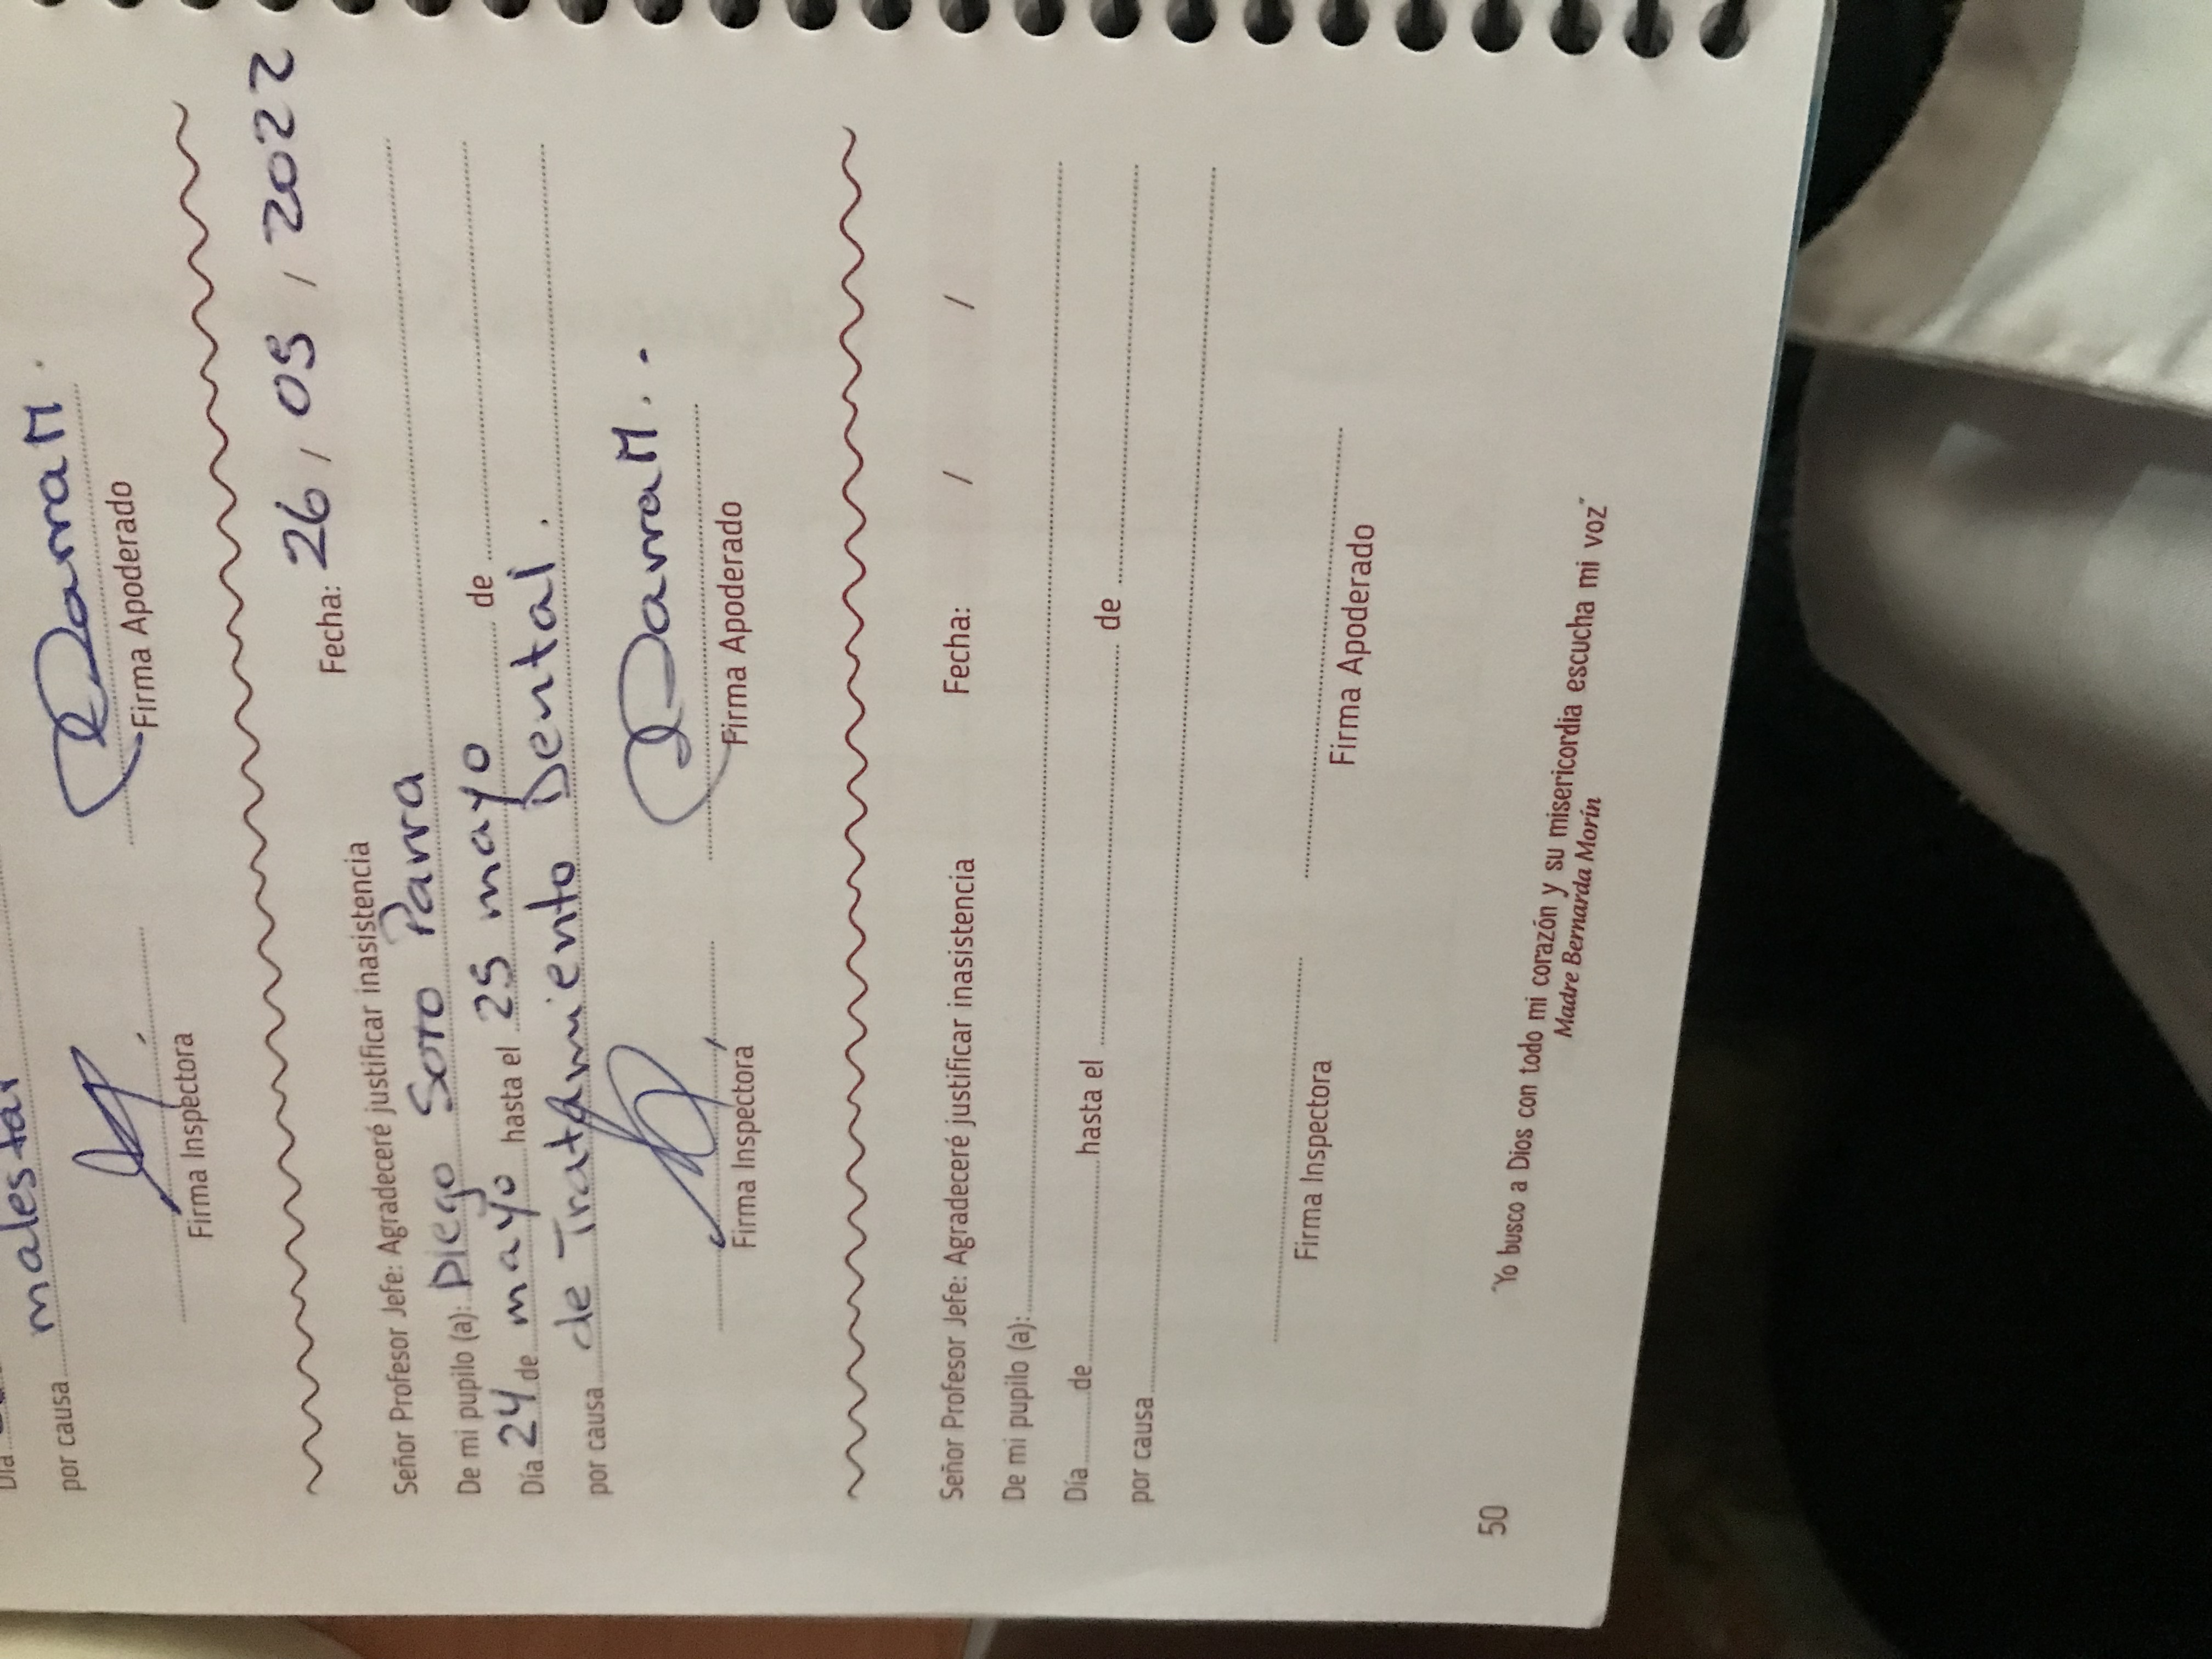 Día
por causa malestar
Parra M.
Firma Inspectora Firma Apoderado
Fecha: 26 / 05 / 2022
Señor Profesor Jefe: Agradeceré justificar inasistencia
De mi pupilo (a): Diego Soto Parra
Día 24 de mayo hasta el 25 mayo de
por causa de Tratamiento Dental.
Parra M..
Firma Inspectora Firma Apoderado
Fecha: / /
Señor Profesor Jefe: Agradeceré justificar inasistencia
De mi pupilo (a):
Día de hasta el de
por causa
Firma Inspectora Firma Apoderado
"Yo busco a Dios con todo mi corazón y su misericordia escucha mi voz"
Madre Bernarda Morín
50